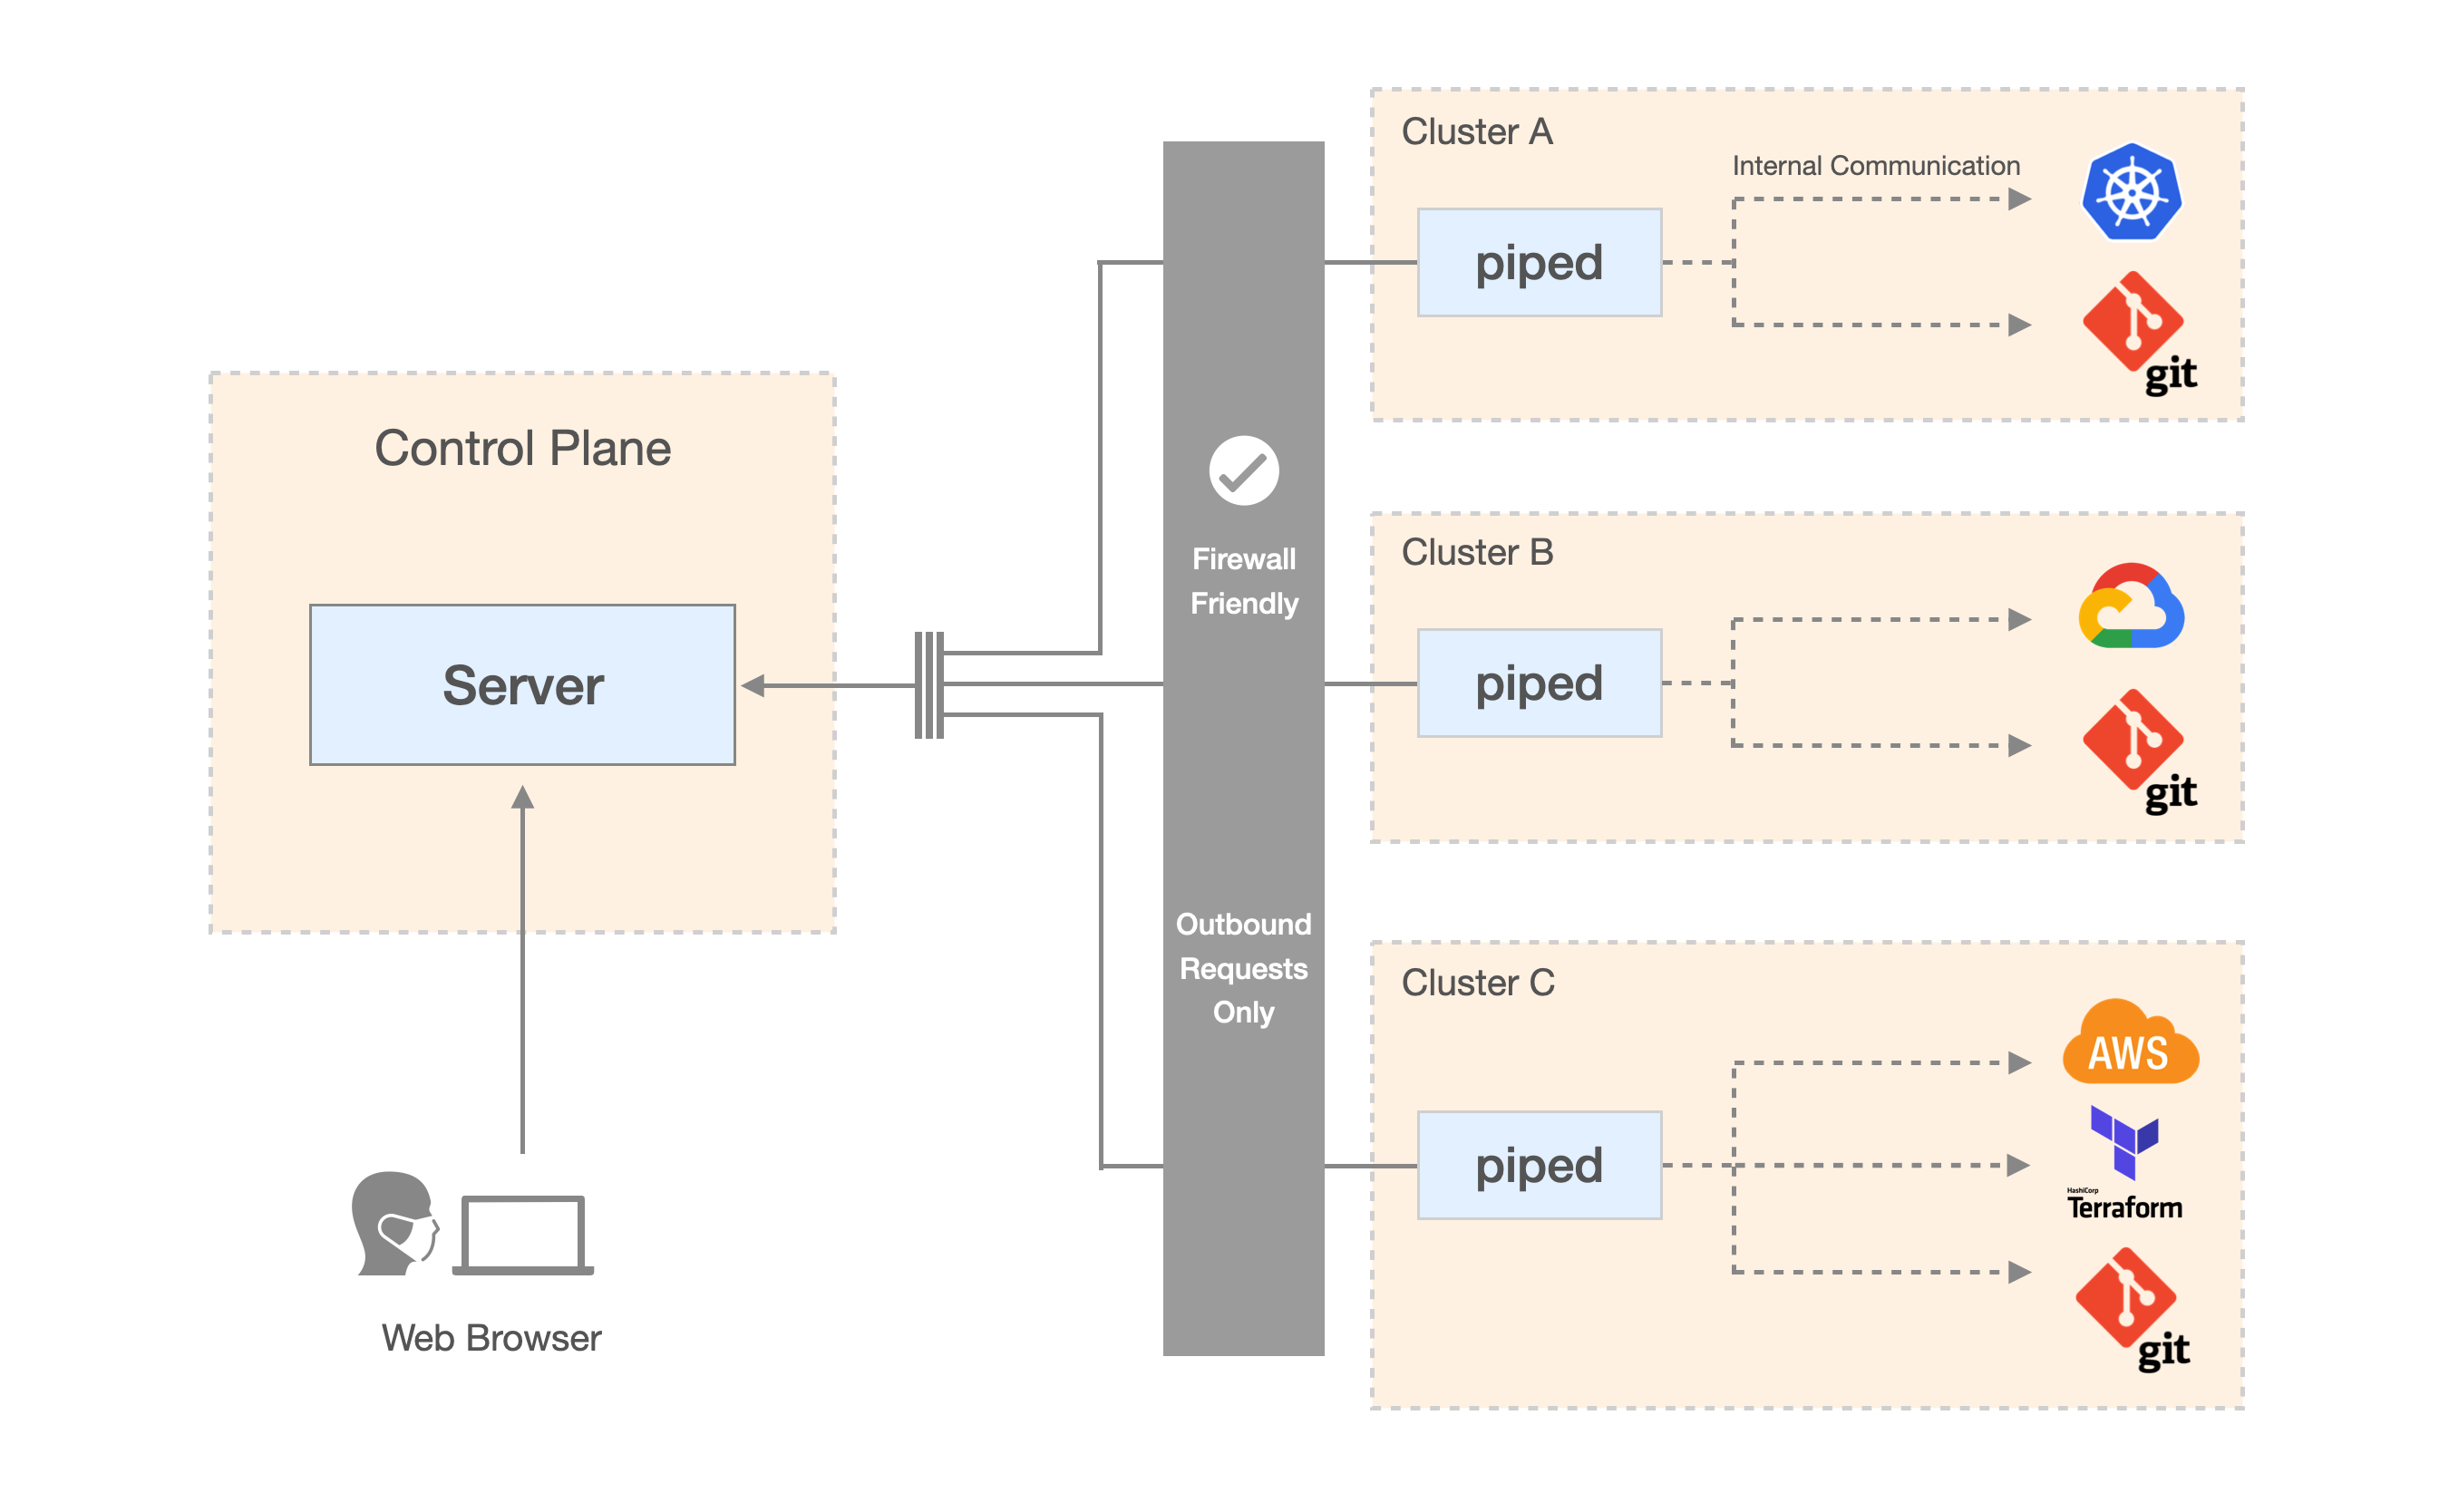 Control Plane
Server
Web Browser
Firewall
Friendly
Outbound
Requests
Only
Cluster A
Internal Communication
piped
git
Cluster B
piped
git
Cluster C
AWS
piped
HashiCorp
Terraform
git